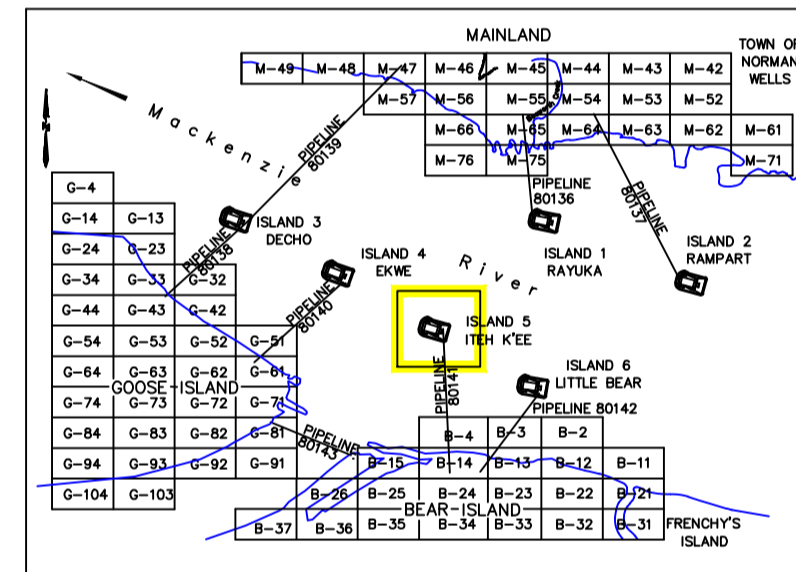 MAINLAND
TOWN OF
NORMAN
WELLS
M-49 M-48 M-47 M-46 M-45 M-44 M-43 M-42
M-57 M-56 M-55 M-54 M-53 M-52
M-66 M-65 M-64 M-63 M-62 M-61
M-76 M-75 M-71
Mackenzie
River
PIPELINE
80139
PIPELINE
80136
PIPELINE
80137
ISLAND 3
DECHO
ISLAND 4
EKWE
ISLAND 1
RAYUKA
ISLAND 2
RAMPART
PIPELINE
80138
PIPELINE
80140
ISLAND 5
ITEH K'EE
PIPELINE
80141
ISLAND 6
LITTLE BEAR
PIPELINE 80142
PIPELINE
80143
G-4
G-14 G-13
G-24 G-23
G-34 G-33 G-32
G-44 G-43 G-42
G-54 G-53 G-52 G-51
G-64 G-63 G-62 G-61
GOOSE-ISLAND
G-74 G-73 G-72 G-71
G-84 G-83 G-82 G-81
G-94 G-93 G-92 G-91
G-104 G-103
B-4 B-3 B-2
B-15 B-14 B-13 B-12 B-11
B-26 B-25 B-24 B-23 B-22 B-21
BEAR-ISLAND
B-37 B-36 B-35 B-34 B-33 B-32 B-31
FRENCHY'S
ISLAND